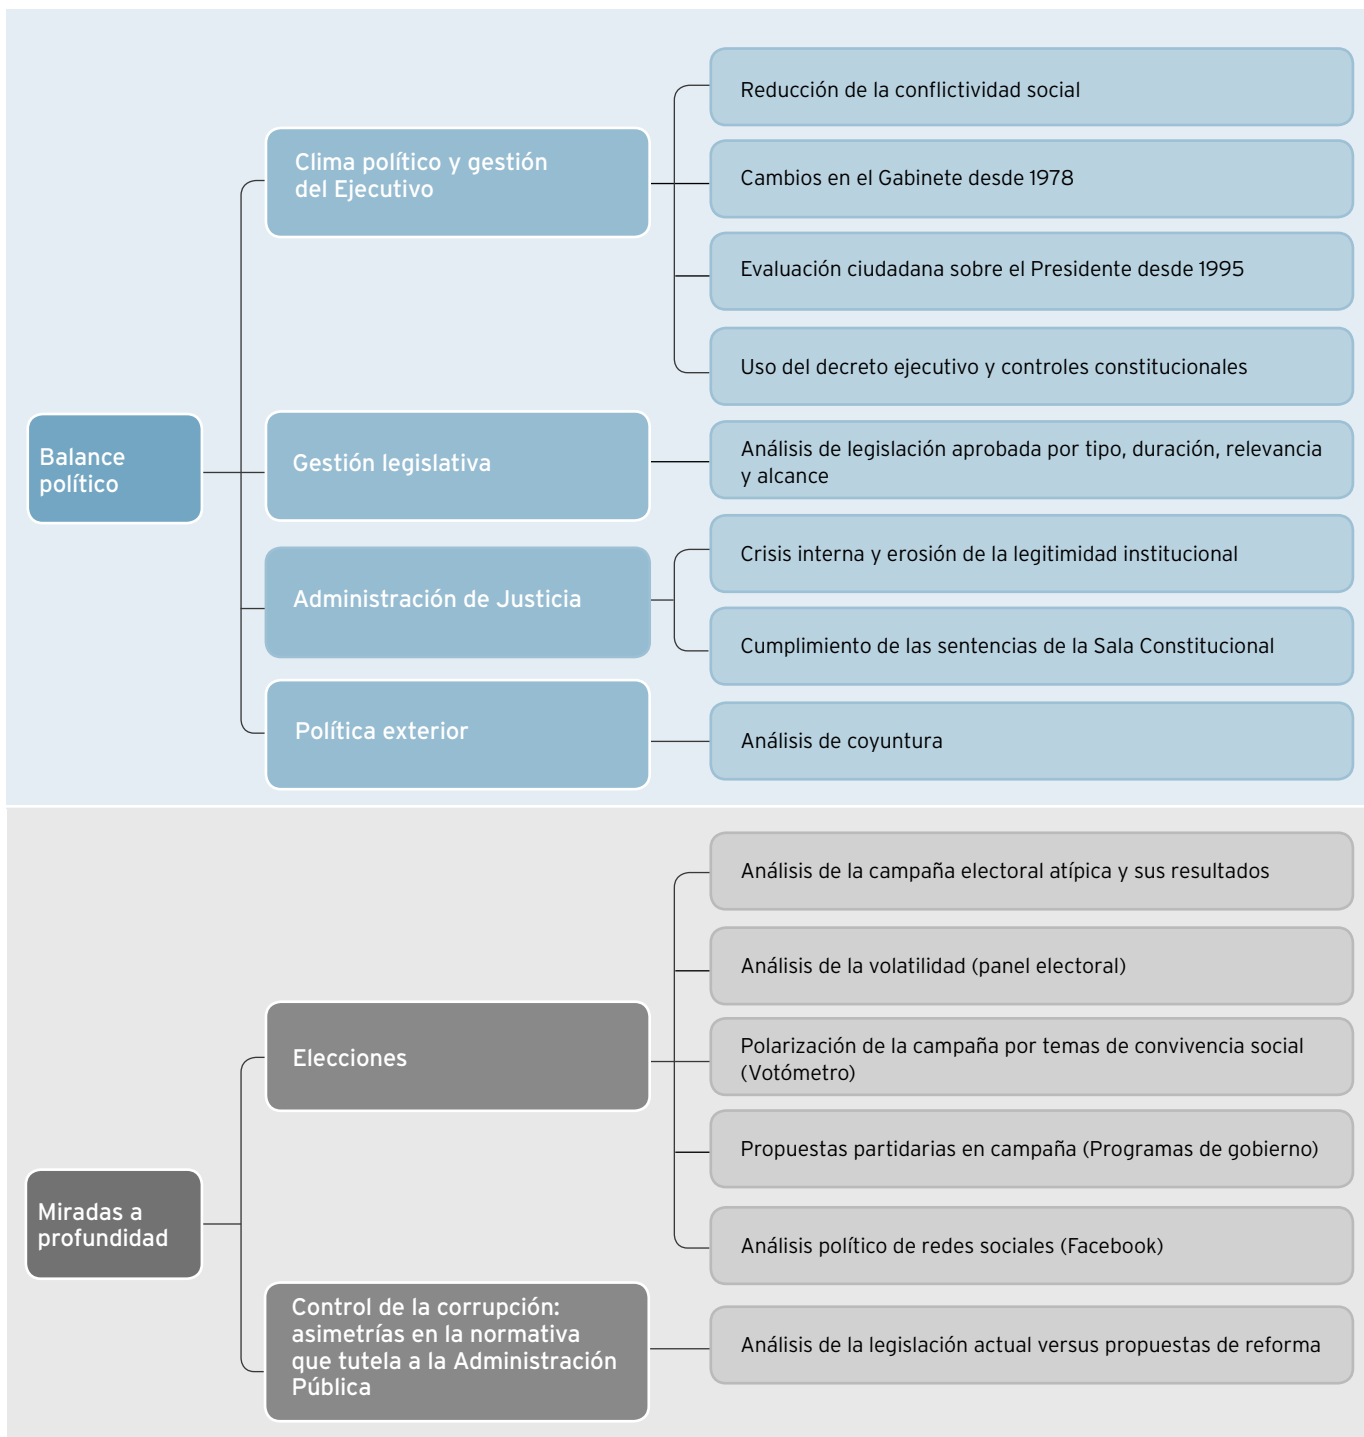 Balance
político
Clima político y gestión
del Ejecutivo
Reducción de la conflictividad social
Cambios en el Gabinete desde 1978
Evaluación ciudadana sobre el Presidente desde 1995
Uso del decreto ejecutivo y controles constitucionales
Gestión legislativa
Análisis de legislación aprobada por tipo, duración, relevancia
y alcance
Administración de Justicia
Crisis interna y erosión de la legitimidad institucional
Cumplimiento de las sentencias de la Sala Constitucional
Política exterior
Análisis de coyuntura
Miradas a
profundidad
Elecciones
Análisis de la campaña electoral atípica y sus resultados
Análisis de la volatilidad (panel electoral)
Polarización de la campaña por temas de convivencia social
(Votómetro)
Propuestas partidarias en campaña (Programas de gobierno)
Análisis político de redes sociales (Facebook)
Control de la corrupción:
asimetrías en la normativa
que tutela a la Administración
Pública
Análisis de la legislación actual versus propuestas de reforma